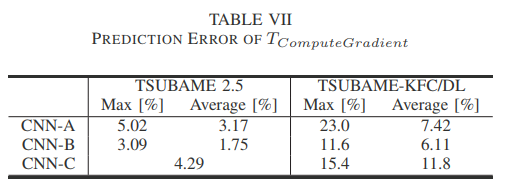 TABLE VII
PREDICTION ERROR OF T_ComputeGradient
TSUBAME 2.5 TSUBAME-KFC/DL
Max [%] Average [%] Max [%] Average [%]
CNN-A 5.02 3.17 23.0 7.42
CNN-B 3.09 1.75 11.6 6.11
CNN-C 4.29 15.4 11.8